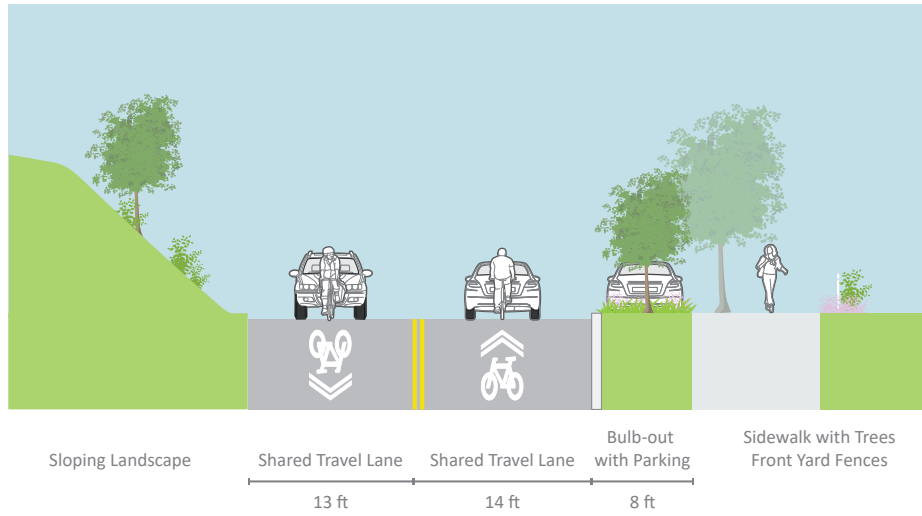 Sloping Landscape
Shared Travel Lane
Shared Travel Lane
Bulb-out
with Parking
Sidewalk with Trees
Front Yard Fences
13 ft
14 ft
8 ft